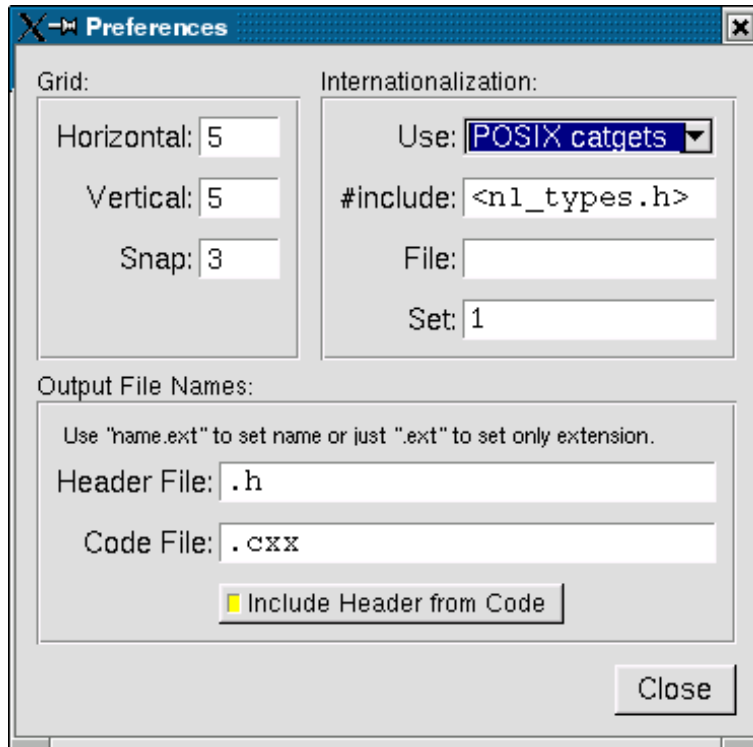 Preferences
Grid:
Horizontal: 5
Vertical: 5
Snap: 3
Internationalization:
Use: POSIX catgets
#include: <nl_types.h>
File:
Set: 1
Output File Names:
Use "name.ext" to set name or just ".ext" to set only extension.
Header File: .h
Code File: .cxx
Include Header from Code
Close